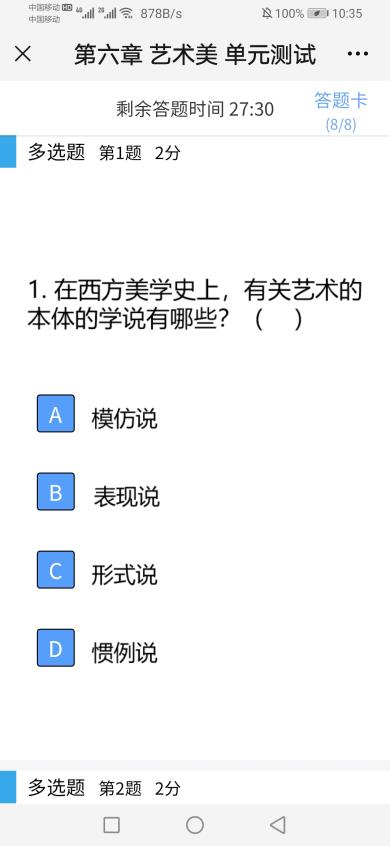 中国移动 HD 4G 2G 878B/s 100% 10:35
中国移动
第六章 艺术美 单元测试
剩余答题时间 27:30
答题卡
(8/8)
多选题 第1题 2分
1. 在西方美学史上，有关艺术的
本体的学说有哪些？（ ）
A 模仿说
B 表现说
C 形式说
D 惯例说
多选题 第2题 2分